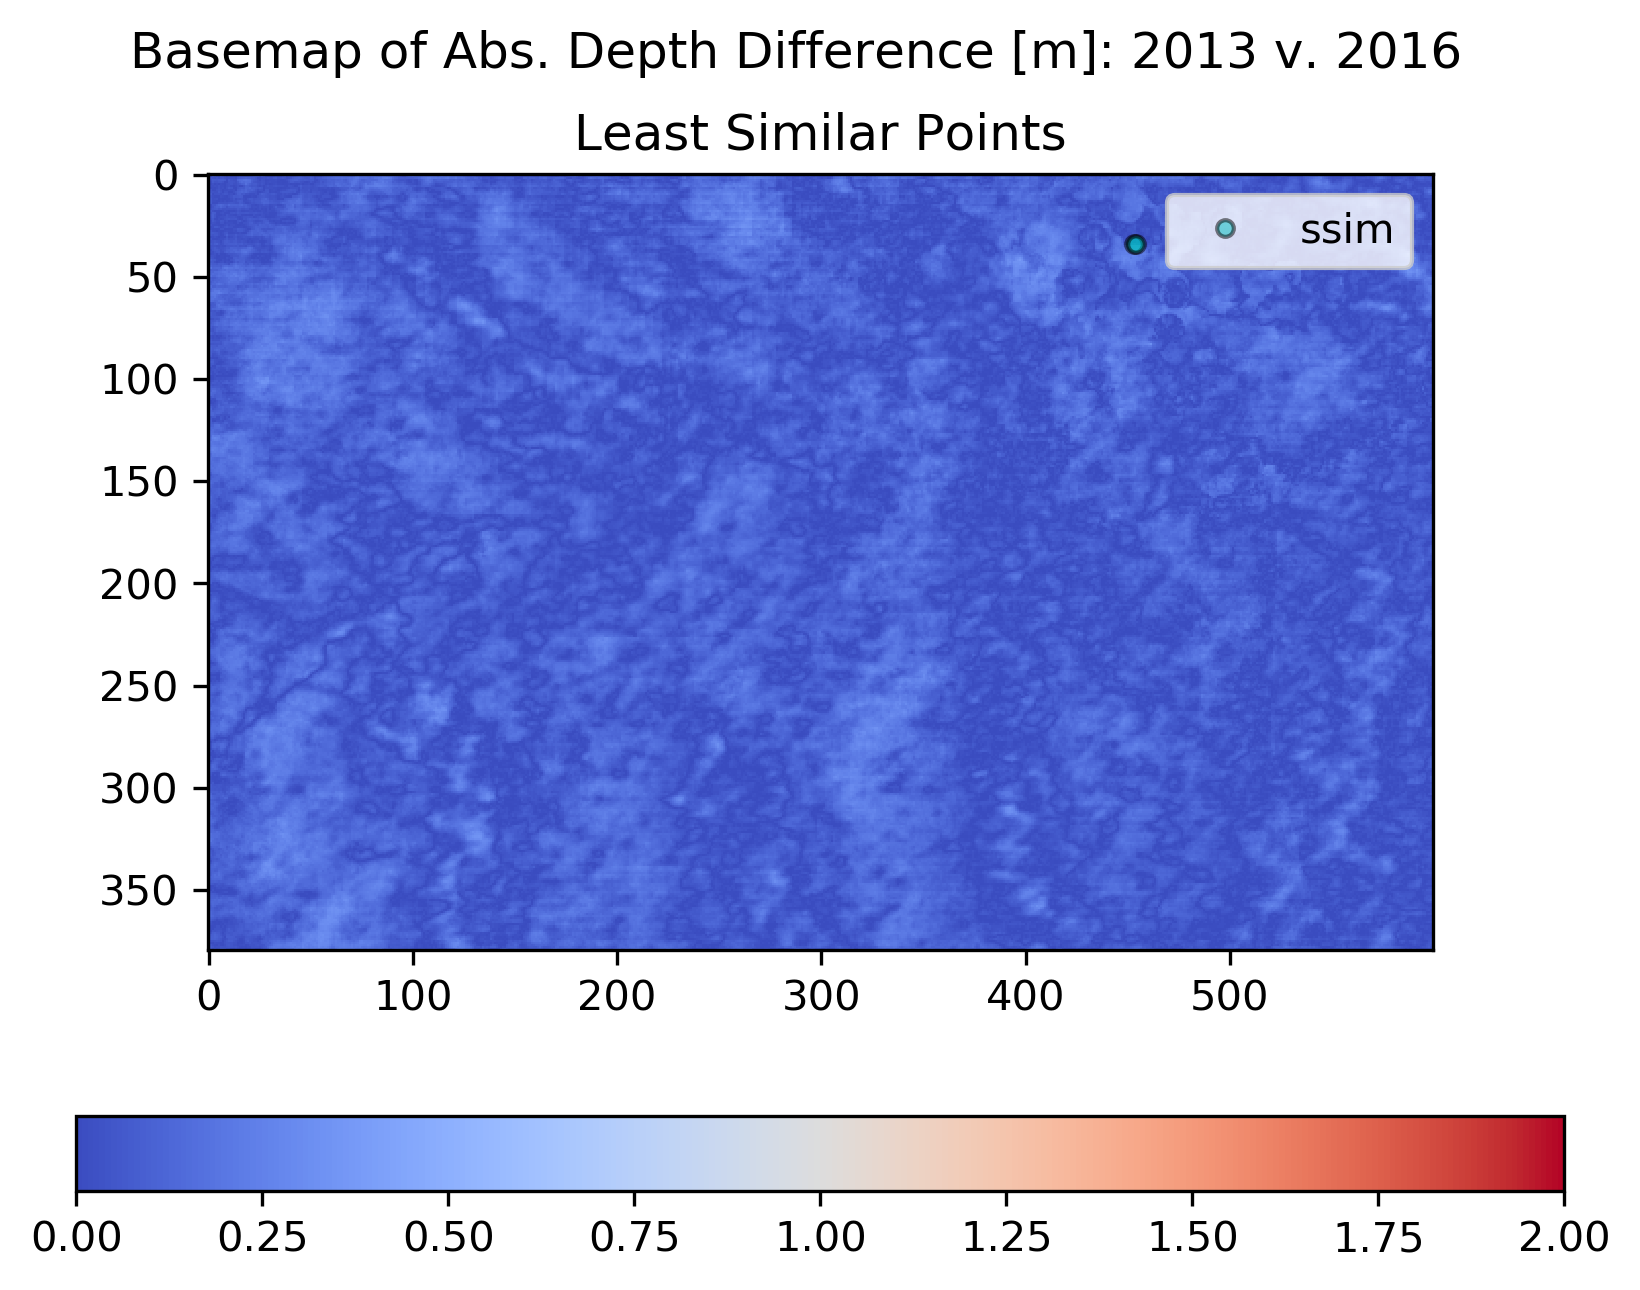 Basemap of Abs. Depth Difference [m]: 2013 v. 2016
Least Similar Points
ssim
0
50
100
150
200
250
300
350
0 100 200 300 400 500
0.00 0.25 0.50 0.75 1.00 1.25 1.50 1.75 2.00